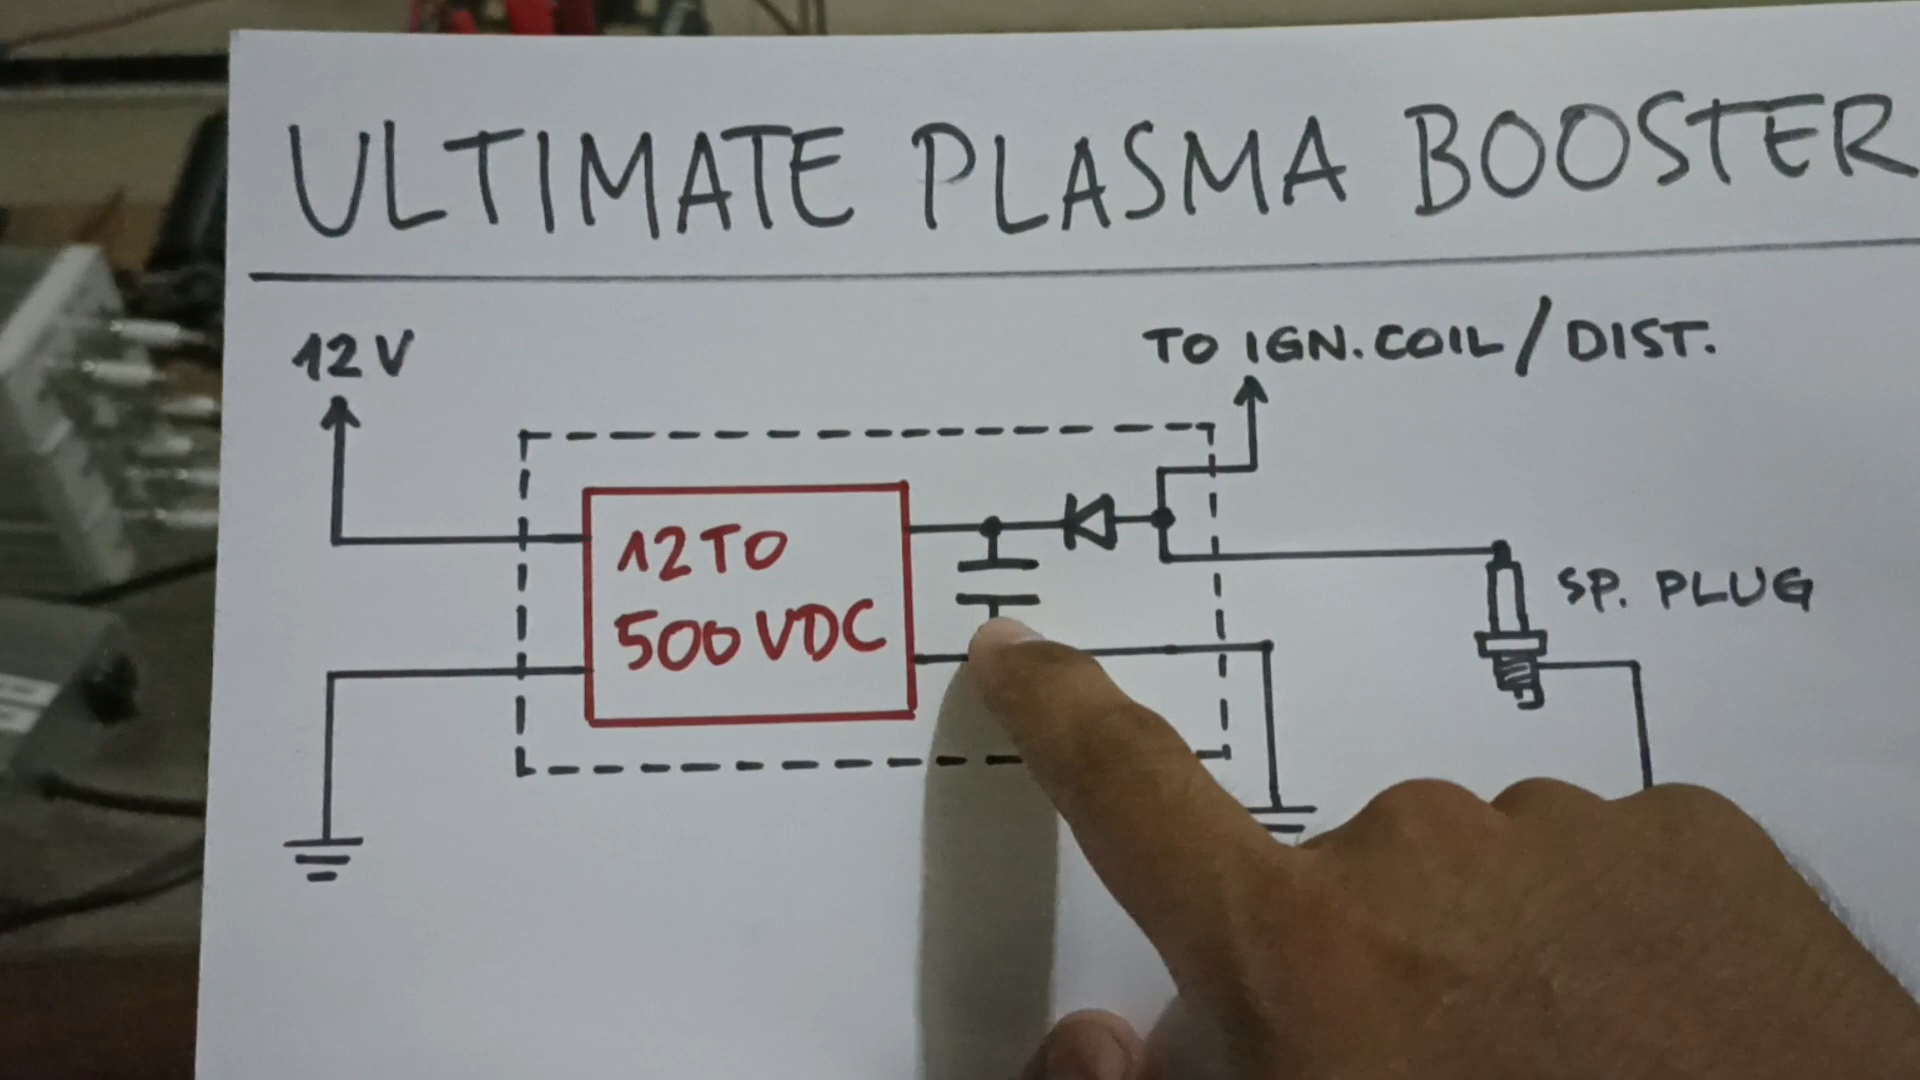 ULTIMATE PLASMA BOOSTER
12V
TO IGN.COIL/DIST.
12 TO
500 VDC
SP. PLUG